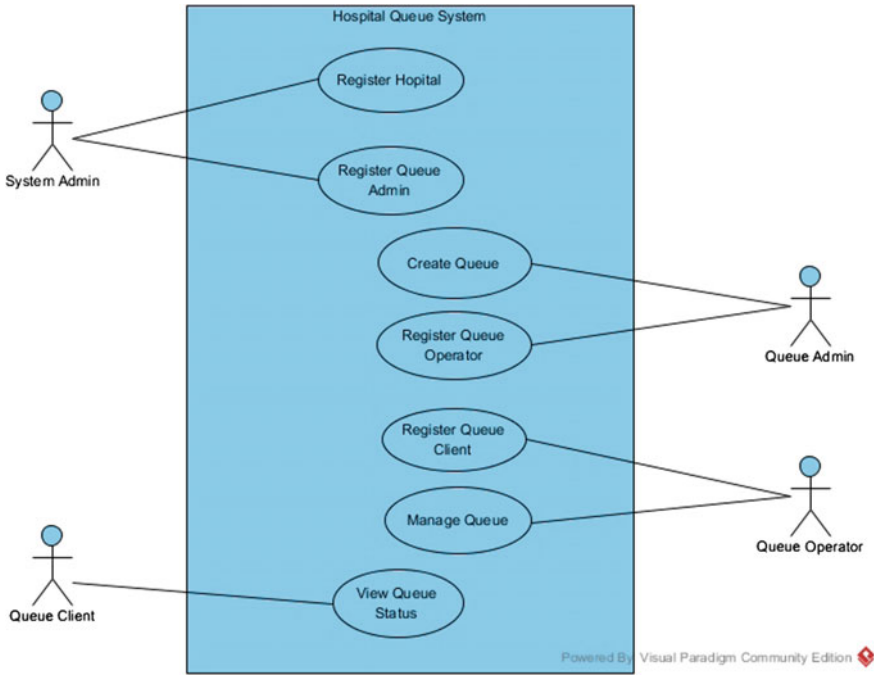 Hospital Queue System
Register Hopital
System Admin
Register Queue
Admin
Create Queue
Register Queue
Operator
Queue Admin
Register Queue
Client
Manage Queue
Queue Operator
View Queue
Status
Queue Client
Powered By Visual Paradigm Community Edition